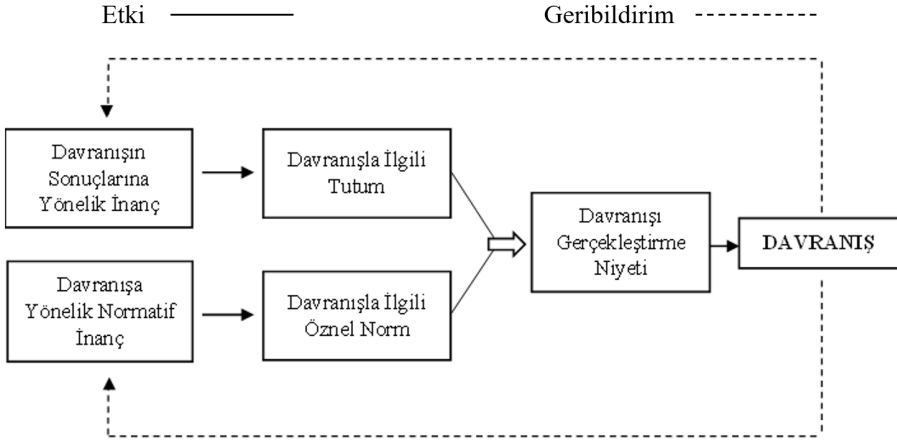 Etki
Geribildirim
Davranışın
Sonuçlarına
Yönelik İnanç
Davranışla İlgili
Tutum
Davranışı
Gerçekleştirme
Niyeti
DAVRANIŞ
Davranışa
Yönelik Normatif
İnanç
Davranışla İlgili
Öznel Norm